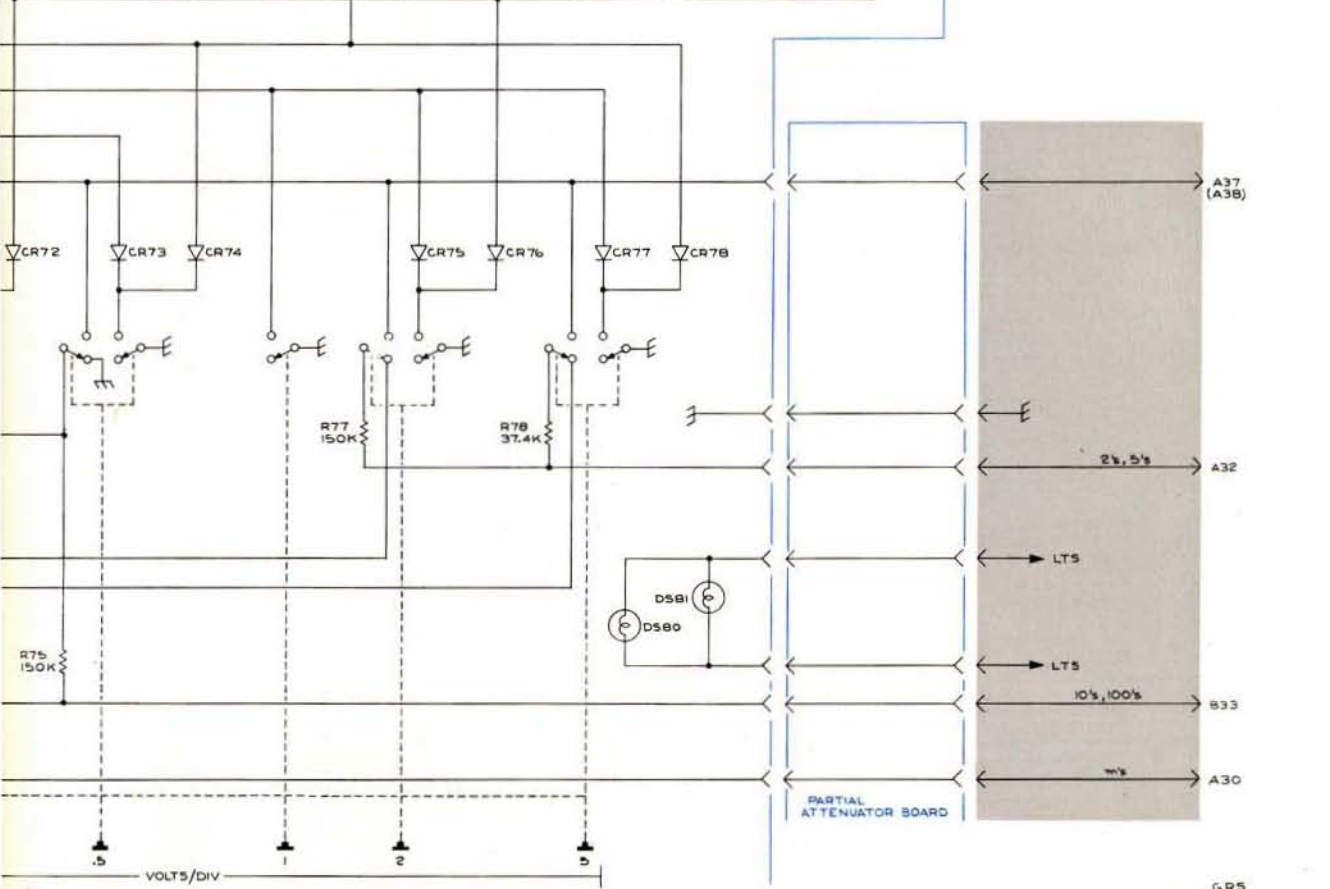 A37
(A38)
CR72
CR73
CR74
CR75
CR76
CR77
CR78
R77
150K
R78
37.4K
2's, 5's
A32
LTS
DS81
DS80
R75
150K
LTS
10's, 100's
B33
m's
A30
PARTIAL
ATTENUATOR BOARD
.5
1
2
5
VOLTS/DIV